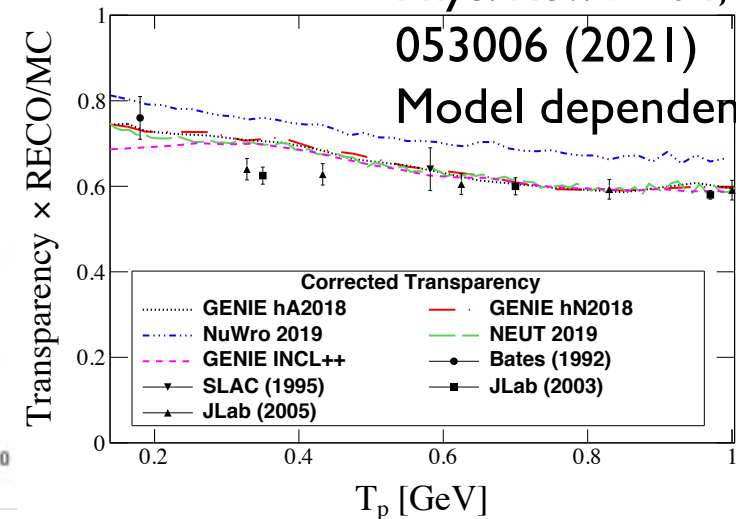 053006 (2021)
Model dependen
Transparency × RECO/MC
1
0.8
0.6
0.4
0.2
0
Corrected Transparency
GENIE hA2018
GENIE hN2018
NuWro 2019
NEUT 2019
GENIE INCL++
Bates (1992)
SLAC (1995)
JLab (2003)
JLab (2005)
0.2
0.4
0.6
0.8
1
Tp [GeV]